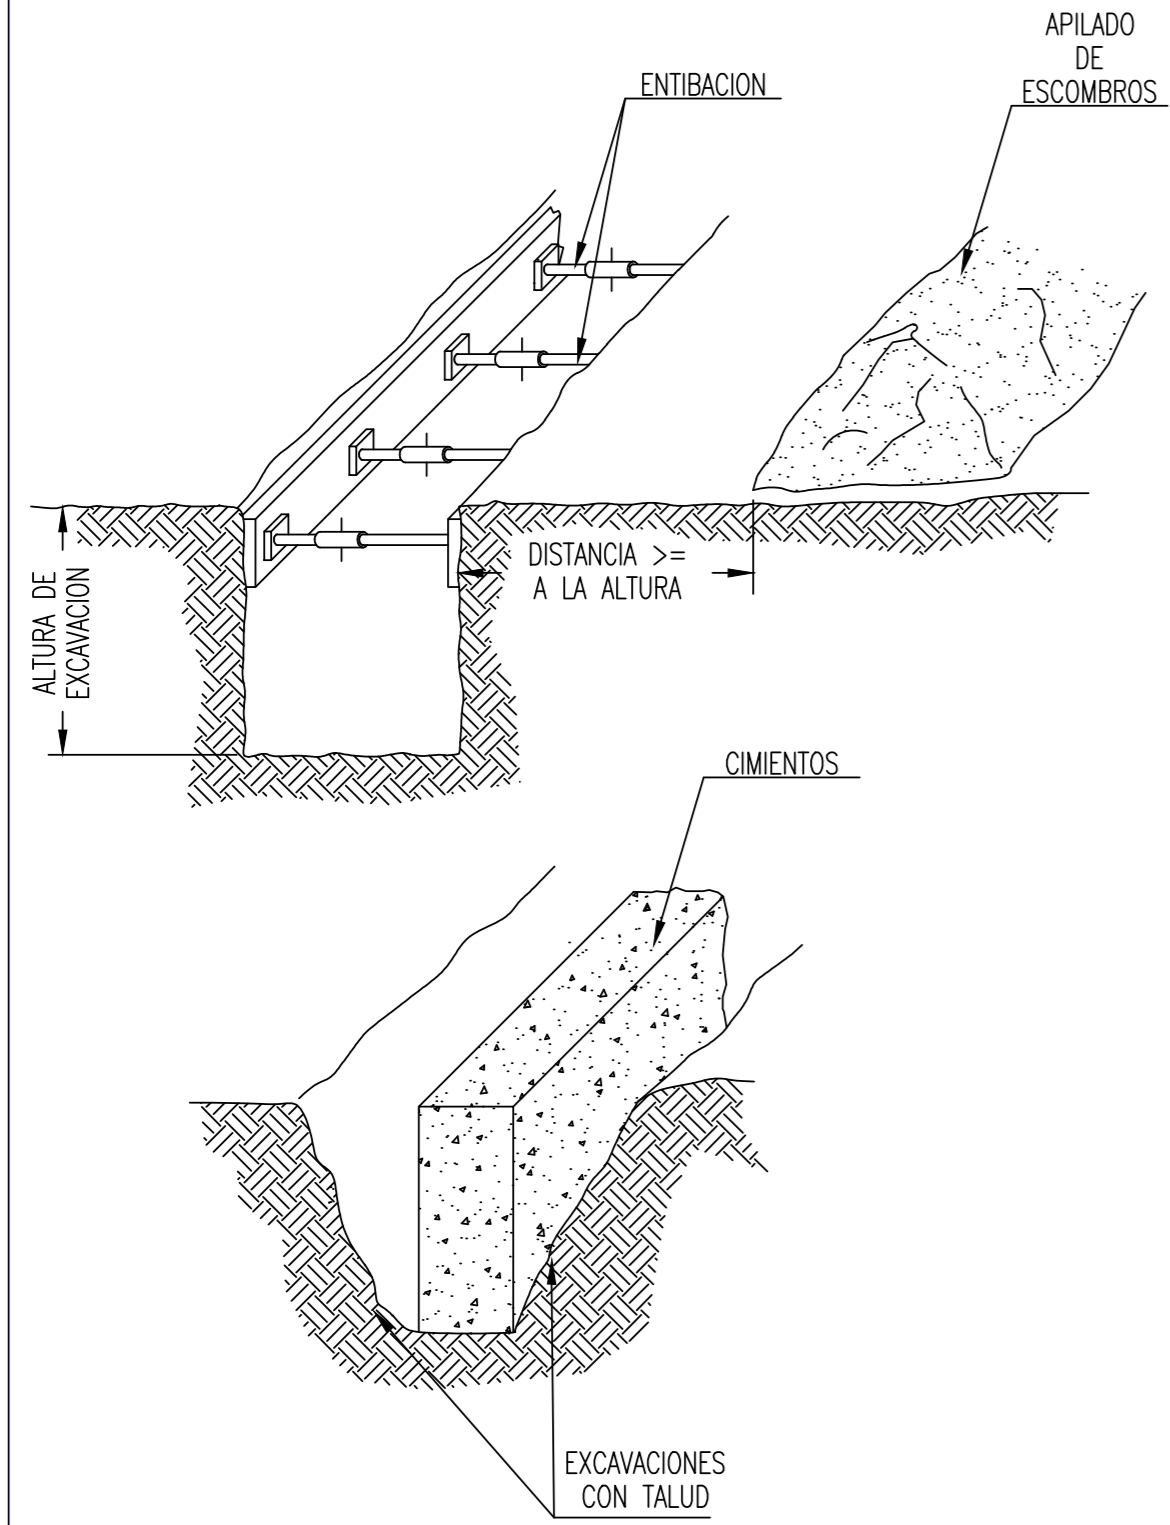 APILADO
DE
ESCOMBROS
ENTIBACION
DISTANCIA >=
A LA ALTURA
ALTURA DE
EXCAVACION
CIMIENTOS
EXCAVACIONES
CON TALUD